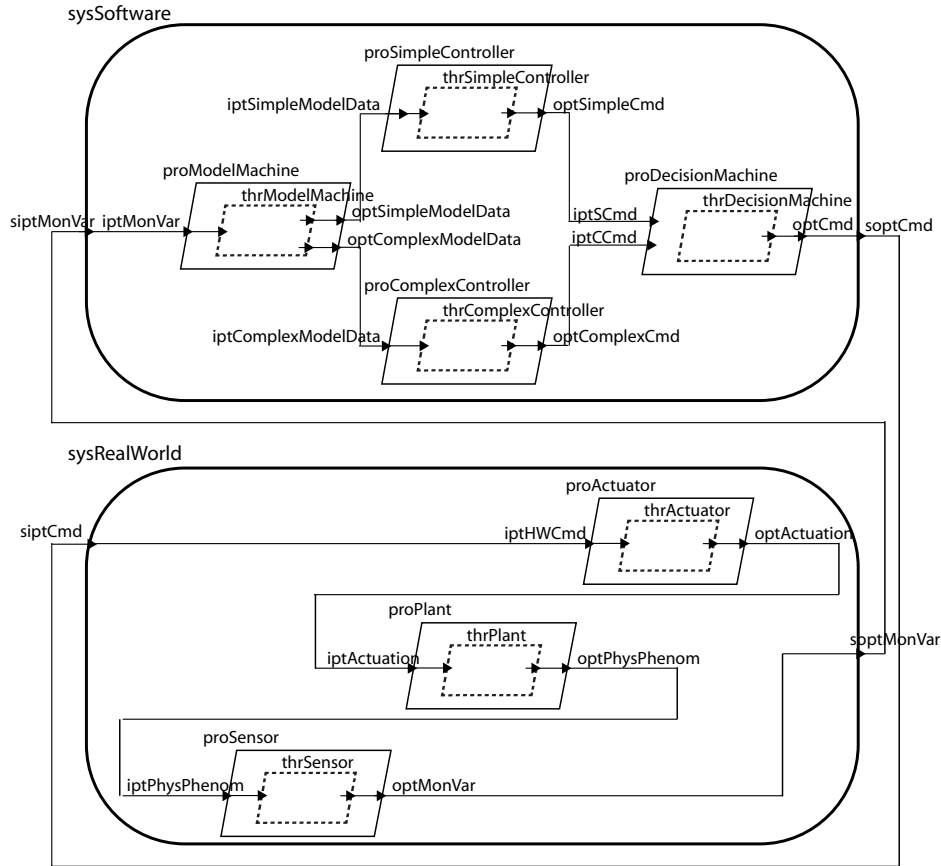 sysSoftware
proSimpleController
thrSimpleController
iptSimpleModelData
optSimpleCmd
proModelMachine
thrModelMachine
siptMonVar
iptMonVar
optSimpleModelData
optComplexModelData
proDecisionMachine
thrDecisionMachine
iptSCmd
iptCCmd
optCmd
soptCmd
proComplexController
thrComplexController
iptComplexModelData
optComplexCmd
sysRealWorld
proActuator
thrActuator
siptCmd
iptHWCmd
optActuation
proPlant
thrPlant
iptActuation
optPhysPhenom
soptMonVar
proSensor
thrSensor
iptPhysPhenom
optMonVar